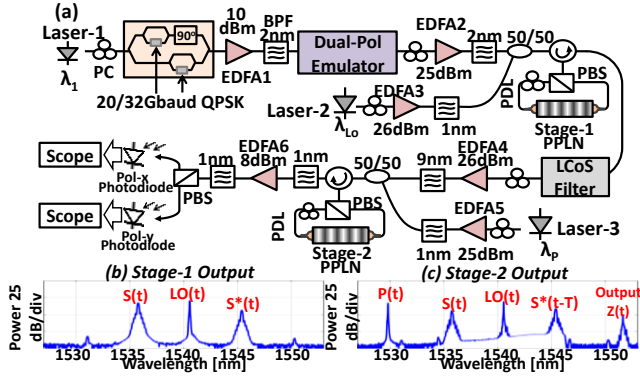 (a)
Laser-1
λ1
PC
90°
20/32Gbaud QPSK
10
dBm
EDFA1
BPF
2nm
Dual-Pol
Emulator
EDFA2
25dBm
2nm
50/50
PDL
PBS
Stage-1
PPLN
Laser-2
λLo
EDFA3
26dBm
1nm
Scope
Pol-x
Photodiode
Scope
Pol-y
Photodiode
PBS
1nm
EDFA6
8dBm
1nm
50/50
PDL
PBS
Stage-2
PPLN
9nm
EDFA4
26dBm
LCoS
Filter
1nm
EDFA5
25dBm
Laser-3
λP
(b) Stage-1 Output
Power 25
dB/div
S(t)
LO(t)
S*(t)
1530 1535 1540 1545 1550
Wavelength [nm]
(c) Stage-2 Output
Power 25
dB/div
P(t)
S(t)
LO(t)
S*(t-T)
Output
Z(t)
1530 1535 1540 1545 1550
Wavelength [nm]